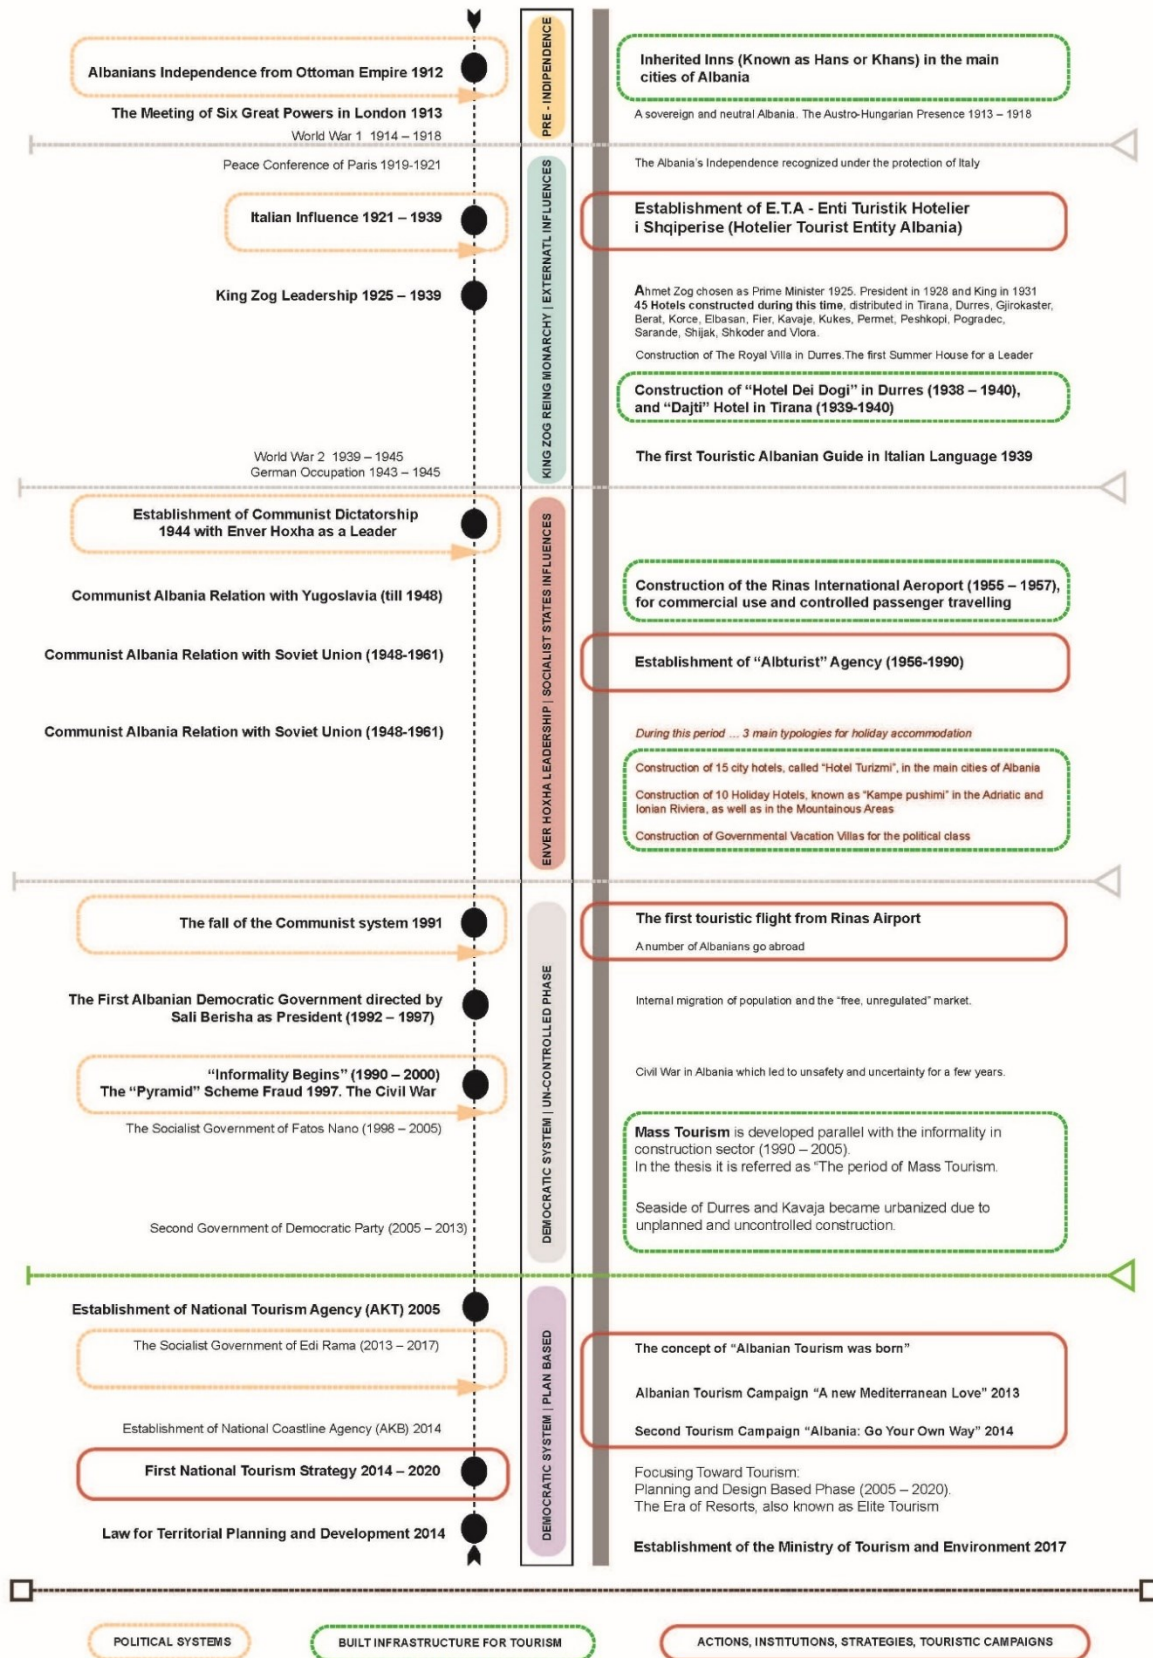 Albanians Independence from Ottoman Empire 1912
The Meeting of Six Great Powers in London 1913
World War 1 1914 – 1918
Peace Conference of Paris 1919-1921
Italian Influence 1921 – 1939
King Zog Leadership 1925 – 1939
World War 2 1939 – 1945
German Occupation 1943 – 1945
Establishment of Communist Dictatorship
1944 with Enver Hoxha as a Leader
Communist Albania Relation with Yugoslavia (till 1948)
Communist Albania Relation with Soviet Union (1948-1961)
Communist Albania Relation with Soviet Union (1948-1961)
The fall of the Communist system 1991
The First Albanian Democratic Government directed by
Sali Berisha as President (1992 – 1997)
“Informality Begins” (1990 – 2000)
The “Pyramid” Scheme Fraud 1997. The Civil War
The Socialist Government of Fatos Nano (1998 – 2005)
Second Government of Democratic Party (2005 – 2013)
Establishment of National Tourism Agency (AKT) 2005
The Socialist Government of Edi Rama (2013 – 2017)
Establishment of National Coastline Agency (AKB) 2014
First National Tourism Strategy 2014 – 2020
Law for Territorial Planning and Development 2014
PRE - INDIPENDENCE
KING ZOG REING MONARCHY | EXTERNATL INFLUENCES
ENVER HOXHA LEADERSHIP | SOCIALIST STATES INFLUENCES
DEMOCRATIC SYSTEM | UN-CONTROLLED PHASE
DEMOCRATIC SYSTEM | PLAN BASED
Inherited Inns (Known as Hans or Khans) in the main
cities of Albania
A sovereign and neutral Albania. The Austro-Hungarian Presence 1913 – 1918
The Albania’s Independence recognized under the protection of Italy
Establishment of E.T.A - Enti Turistik Hotelier
i Shqiperise (Hotelier Tourist Entity Albania)
Ahmet Zog chosen as Prime Minister 1925. President in 1928 and King in 1931
45 Hotels constructed during this time, distributed in Tirana, Durres, Gjirokaster,
Berat, Korce, Elbasan, Fier, Kavaje, Kukes, Permet, Peshkopi, Pogradec,
Sarande, Shijak, Shkoder and Vlora.
Construction of The Royal Villa in Durres.The first Summer House for a Leader
Construction of “Hotel Dei Dogi” in Durres (1938 – 1940),
and “Dajti” Hotel in Tirana (1939-1940)
The first Touristic Albanian Guide in Italian Language 1939
Construction of the Rinas International Aeroport (1955 – 1957),
for commercial use and controlled passenger travelling
Establishment of “Albturist” Agency (1956-1990)
During this period ... 3 main typologies for holiday accommodation
Construction of 15 city hotels, called “Hotel Turizmi”, in the main cities of Albania
Construction of 10 Holiday Hotels, known as “Kampe pushimi” in the Adriatic and
Ionian Riviera, as well as in the Mountainous Areas
Construction of Governmental Vacation Villas for the political class
The first touristic flight from Rinas Airport
A number of Albanians go abroad
Internal migration of population and the “free, unregulated” market.
Civil War in Albania which led to unsafety and uncertainty for a few years.
Mass Tourism is developed parallel with the informality in
construction sector (1990 – 2005).
In the thesis it is referred as “The period of Mass Tourism.
Seaside of Durres and Kavaja became urbanized due to
unplanned and uncontrolled construction.
The concept of “Albanian Tourism was born”
Albanian Tourism Campaign “A new Mediterranean Love” 2013
Second Tourism Campaign “Albania: Go Your Own Way” 2014
Focusing Toward Tourism:
Planning and Design Based Phase (2005 – 2020).
The Era of Resorts, also known as Elite Tourism
Establishment of the Ministry of Tourism and Environment 2017
POLITICAL SYSTEMS
BUILT INFRASTRUCTURE FOR TOURISM
ACTIONS, INSTITUTIONS, STRATEGIES, TOURISTIC CAMPAIGNS